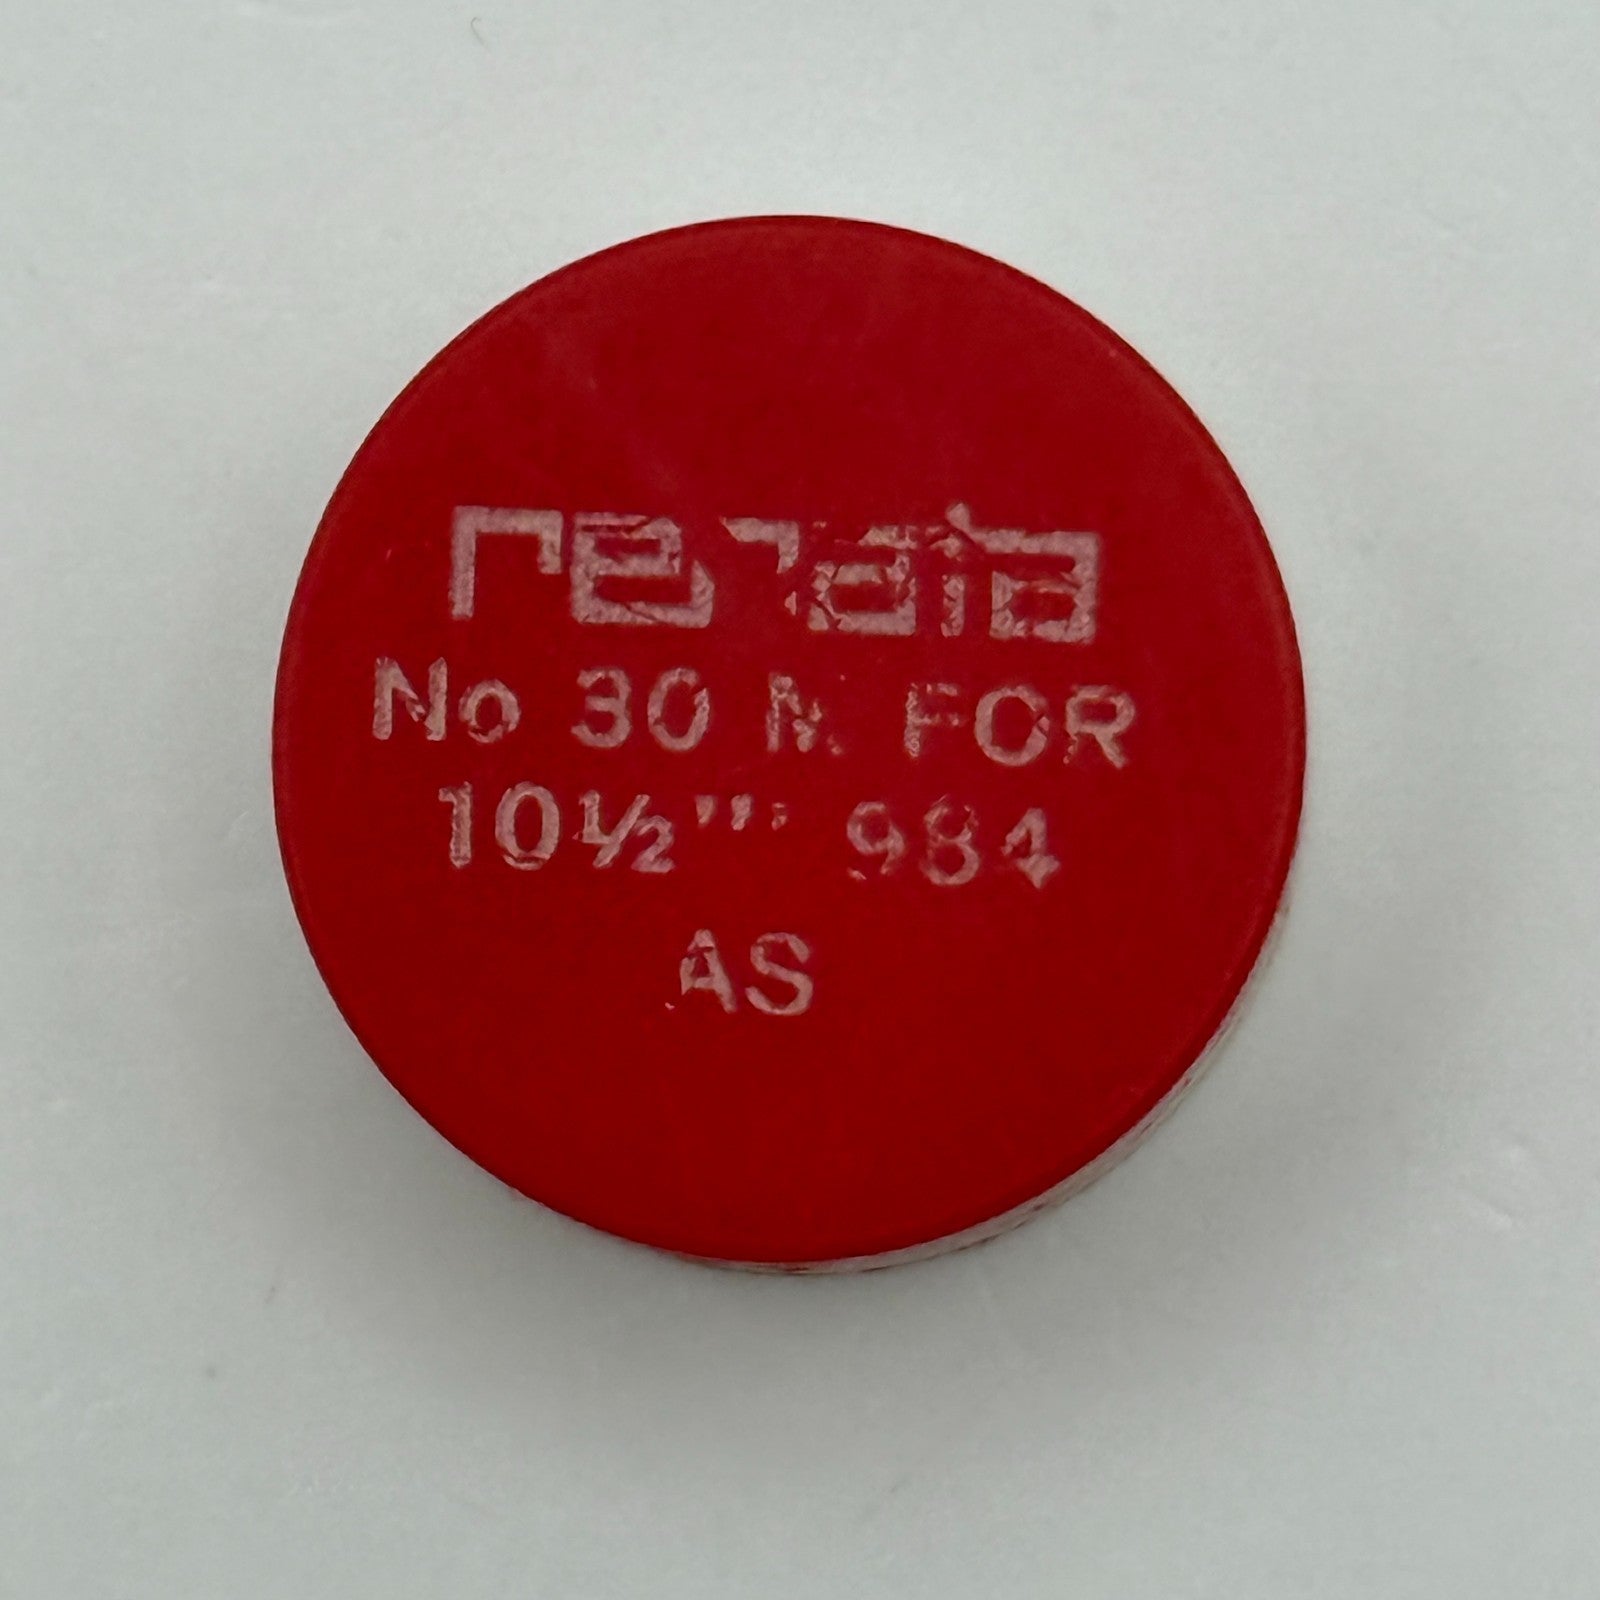 renata
No 30 M. FOR
10½''' 984
AS